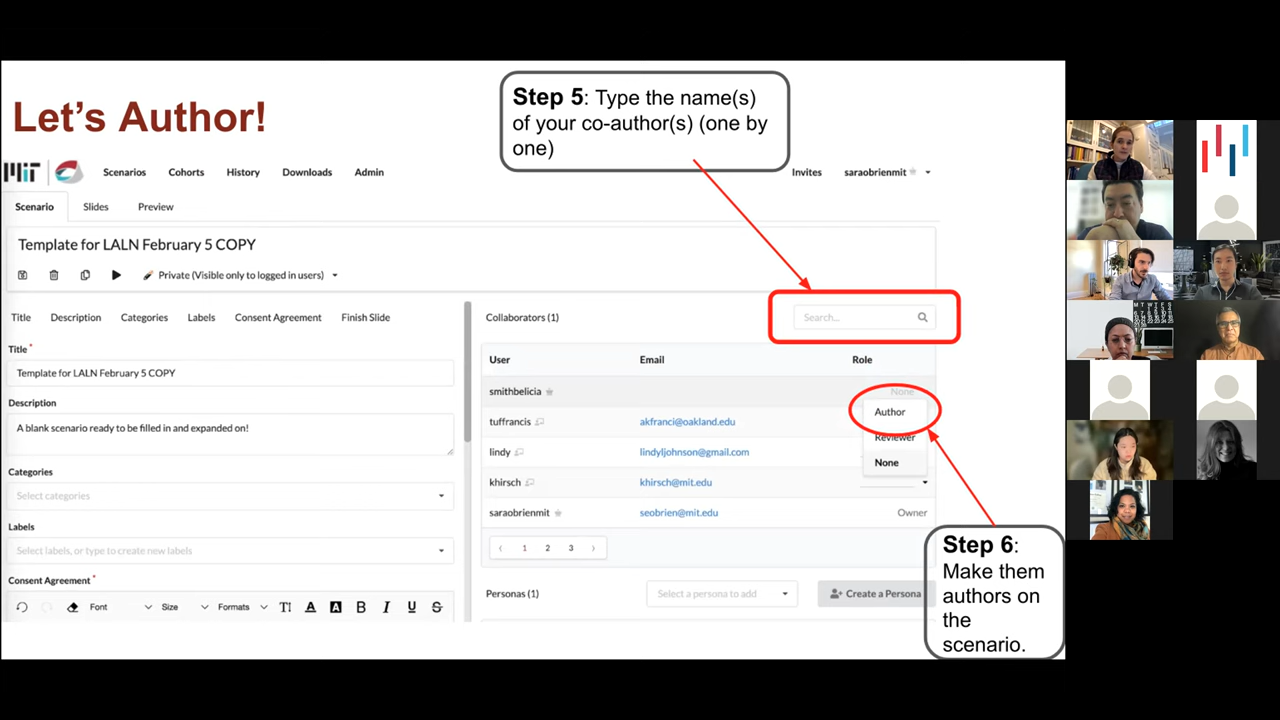 Let's Author!
Step 5: Type the name(s)
of your co-author(s) (one by
one)
MIT
Scenarios Cohorts History Downloads Admin Invites saraobrienmit
Scenario Slides Preview
Template for LALN February 5 COPY
Private (Visible only to logged in users)
Title Description Categories Labels Consent Agreement Finish Slide
Title *
Template for LALN February 5 COPY
Description
A blank scenario ready to be filled in and expanded on!
Categories
Select categories
Labels
Select labels, or type to create new labels
Consent Agreement *
Font Size Formats TI A A B I U S
Collaborators (1) Search...
User Email Role
smithbelicia None
tuffrancis akfranci@oakland.edu
lindy lindyljohnson@gmail.com
khirsch khirsch@mit.edu
saraobrienmit seobrien@mit.edu Owner
Author
Reviewer
None
1 2 3
Personas (1) Select a persona to add Create a Persona
Step 6:
Make them
authors on
the
scenario.